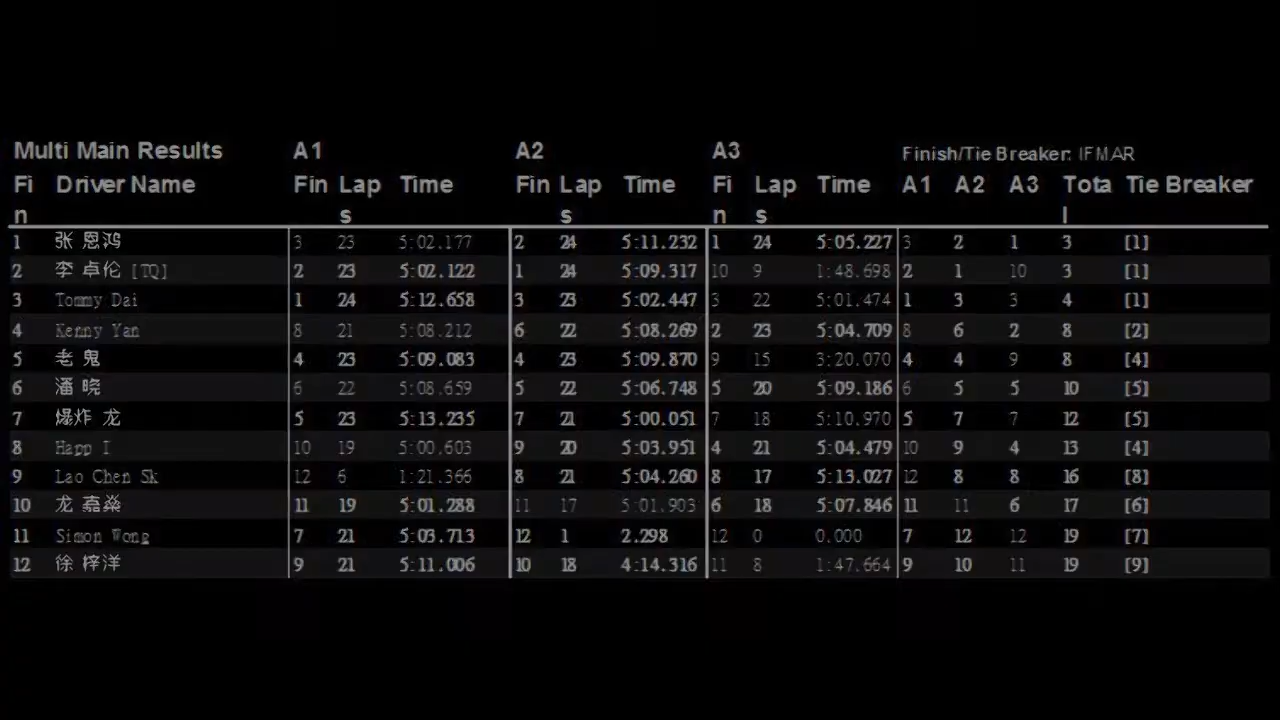 Multi Main Results A1 A2 A3 Finish/Tie Breaker: IFMAR
Fi Driver Name Fin Lap Time Fin Lap Time Fi Lap Time A1 A2 A3 Tota Tie Breaker
n s s n s l
1 张 恩鸿 3 23 5:02.177 2 24 5:11.232 1 24 5:05.227 3 2 1 3 [1]
2 李 卓伦 [TQ] 2 23 5:02.122 1 24 5:09.317 10 9 1:48.698 2 1 10 3 [1]
3 Tommy Dai 1 24 5:12.658 3 23 5:02.447 3 22 5:01.474 1 3 3 4 [1]
4 Kenny Yan 8 21 5:08.212 6 22 5:08.269 2 23 5:04.709 8 6 2 8 [2]
5 老 鬼 4 23 5:09.083 4 23 5:09.870 9 15 3:20.070 4 4 9 8 [4]
6 潘 晓 6 22 5:08.659 5 22 5:06.748 5 20 5:09.186 6 5 5 10 [5]
7 爆炸 龙 5 23 5:13.235 7 21 5:00.051 7 18 5:10.970 5 7 7 12 [5]
8 Happ I 10 19 5:00.603 9 20 5:03.951 4 21 5:04.479 10 9 4 13 [4]
9 Lao Chen Sk 12 6 1:21.366 8 21 5:04.260 8 17 5:13.027 12 8 8 16 [8]
10 龙 嘉燊 11 19 5:01.288 11 17 5:01.903 6 18 5:07.846 11 11 6 17 [6]
11 Simon Wong 7 21 5:03.713 12 1 2.298 12 0 0.000 7 12 12 19 [7]
12 徐 梓洋 9 21 5:11.006 10 18 4:14.316 11 8 1:47.664 9 10 11 19 [9]